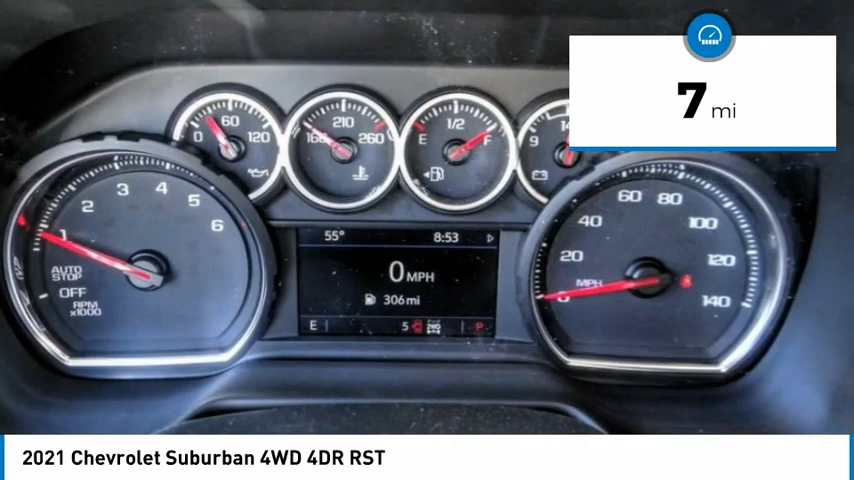 7 mi
0 60 120
160 210 260
E 1/2 F
9 14
1 2 3 4 5 6
AUTO
STOP
OFF
RPM
x1000
55° 8:53
0 MPH
306 mi
E 5 2WD P
0 20 40 60 80 100 120 140
MPH
2021 Chevrolet Suburban 4WD 4DR RST